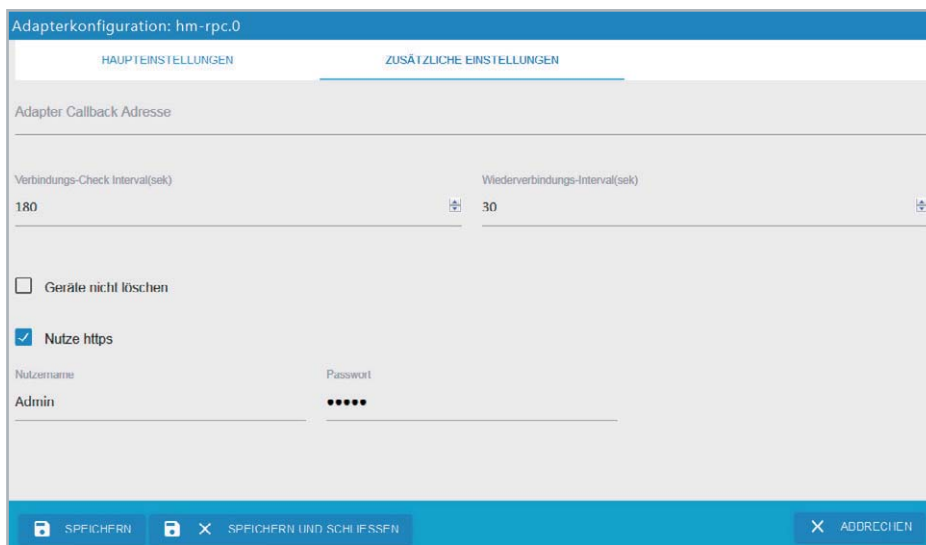 Adapterkonfiguration: hm-rpc.0
HAUPTEINSTELLUNGEN
ZUSÄTZLICHE EINSTELLUNGEN
Adapter Callback Adresse
Verbindungs-Check Interval(sek)
Wiederverbindungs-Interval(sek)
180
30
Geräte nicht löschen
Nutze https
Nutzername
Passwort
Admin
•••••
SPEICHERN
SPEICHERN UND SCHLIESSEN
ABBRECHEN